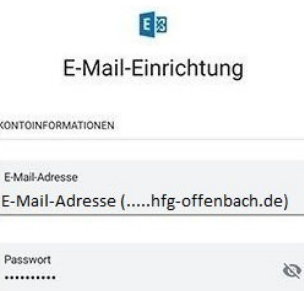 E-Mail-Einrichtung
KONTOINFORMATIONEN
E-Mail-Adresse
E-Mail-Adresse (.....hfg-offenbach.de)
Passwort
••••••••••